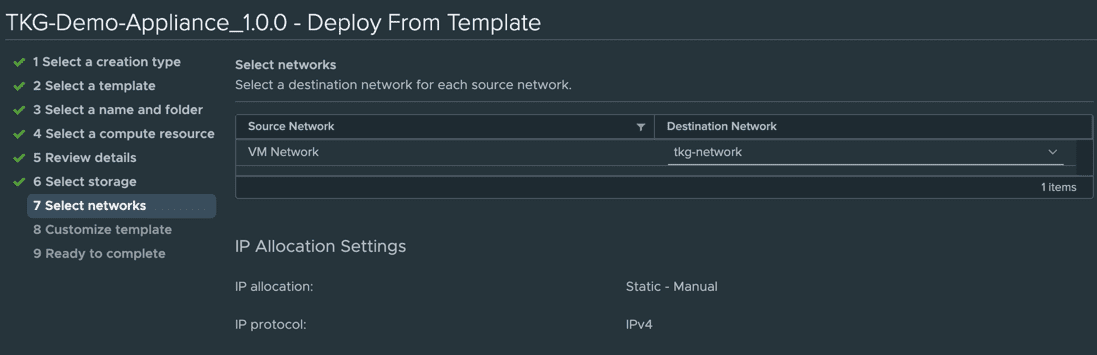 TKG-Demo-Appliance_1.0.0 - Deploy From Template
1 Select a creation type
2 Select a template
3 Select a name and folder
4 Select a compute resource
5 Review details
6 Select storage
7 Select networks
8 Customize template
9 Ready to complete
Select networks
Select a destination network for each source network.
Source Network Destination Network
VM Network tkg-network
1 items
IP Allocation Settings
IP allocation: Static - Manual
IP protocol: IPv4